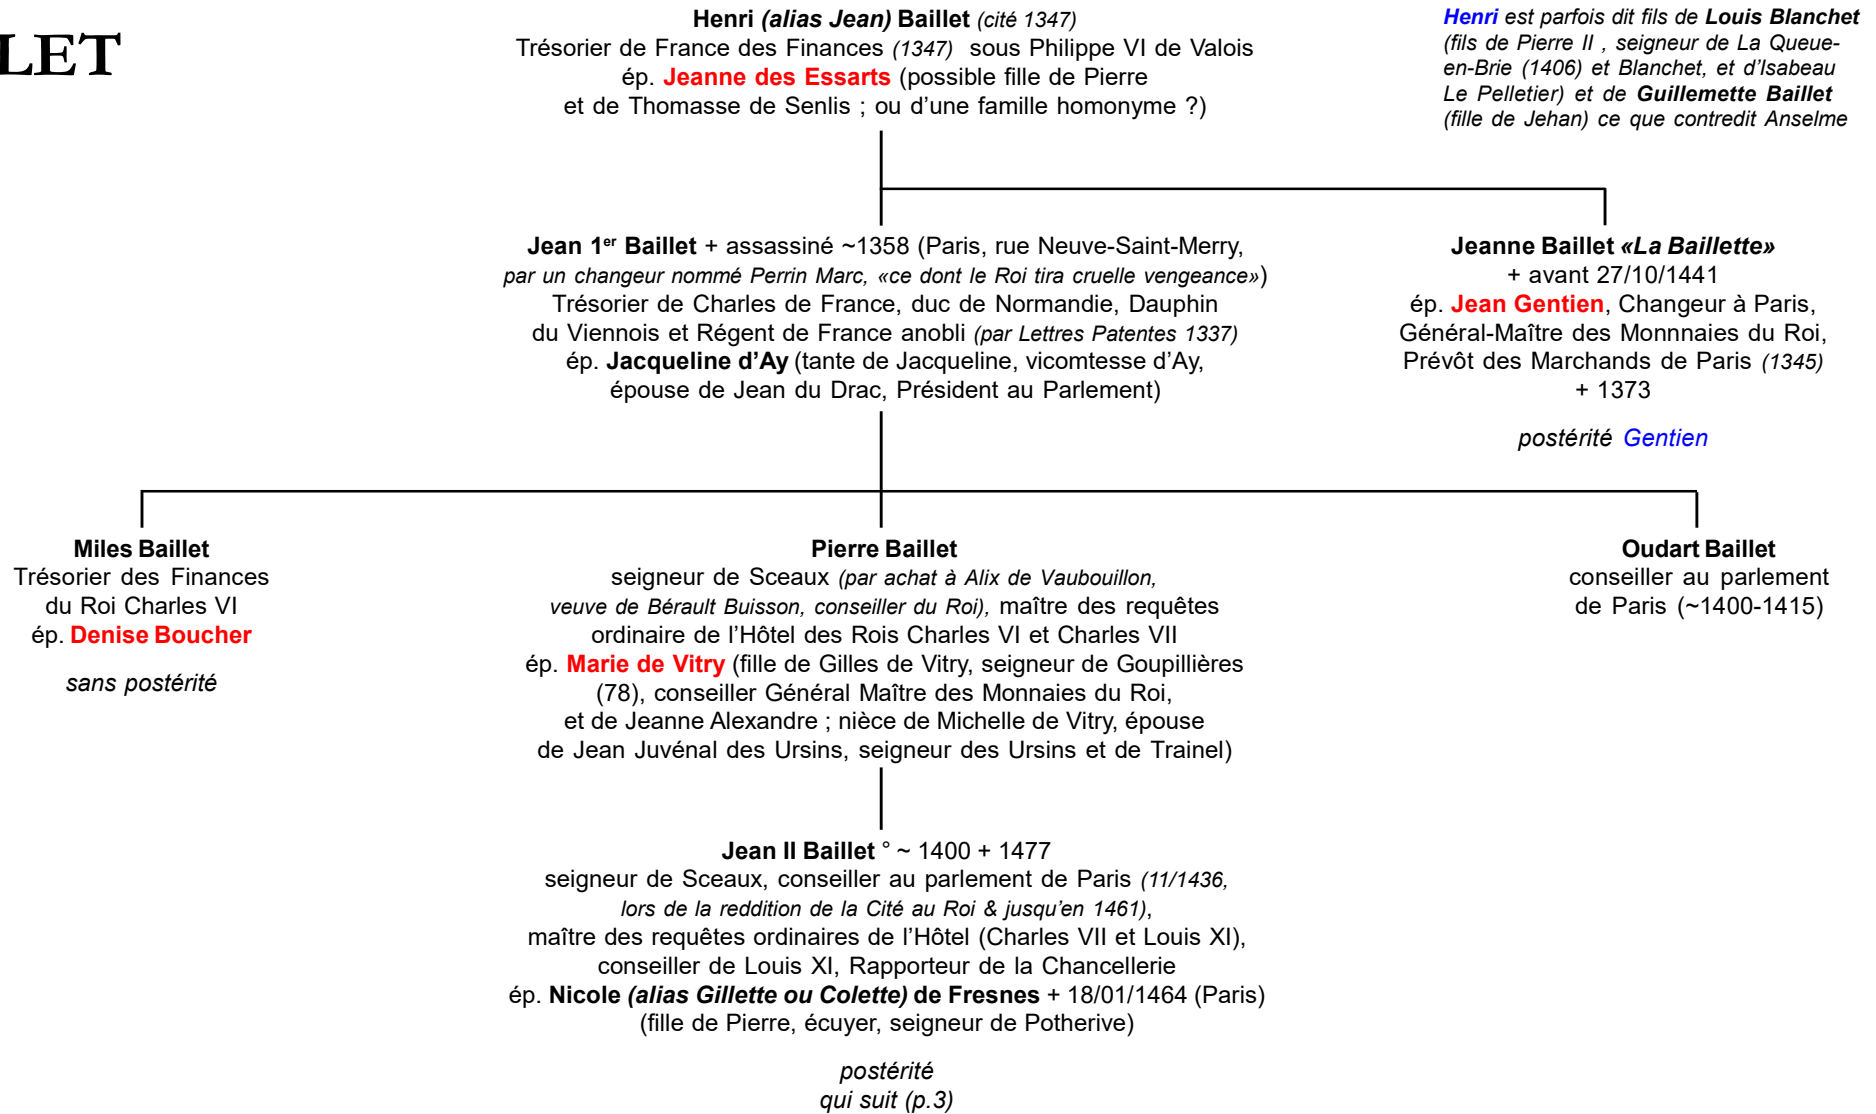 LET
Henri (alias Jean) Baillet (cité 1347)
Trésorier de France des Finances (1347) sous Philippe VI de Valois
ép. Jeanne des Essarts (possible fille de Pierre
et de Thomasse de Senlis ; ou d'une famille homonyme ?)
Henri est parfois dit fils de Louis Blanchet
(fils de Pierre II , seigneur de La Queue-
en-Brie (1406) et Blanchet, et d'Isabeau
Le Pelletier) et de Guillemette Baillet
(fille de Jehan) ce que contredit Anselme
Jean 1er Baillet + assassiné ~1358 (Paris, rue Neuve-Saint-Merry,
par un changeur nommé Perrin Marc, «ce dont le Roi tira cruelle vengeance»)
Trésorier de Charles de France, duc de Normandie, Dauphin
du Viennois et Régent de France anobli (par Lettres Patentes 1337)
ép. Jacqueline d'Ay (tante de Jacqueline, vicomtesse d'Ay,
épouse de Jean du Drac, Président au Parlement)
Jeanne Baillet «La Baillette»
+ avant 27/10/1441
ép. Jean Gentien, Changeur à Paris,
Général-Maître des Monnnaies du Roi,
Prévôt des Marchands de Paris (1345)
+ 1373
postérité Gentien
Miles Baillet
Trésorier des Finances
du Roi Charles VI
ép. Denise Boucher
sans postérité
Pierre Baillet
seigneur de Sceaux (par achat à Alix de Vaubouillon,
veuve de Bérault Buisson, conseiller du Roi), maître des requêtes
ordinaire de l'Hôtel des Rois Charles VI et Charles VII
ép. Marie de Vitry (fille de Gilles de Vitry, seigneur de Goupillières
(78), conseiller Général Maître des Monnaies du Roi,
et de Jeanne Alexandre ; nièce de Michelle de Vitry, épouse
de Jean Juvénal des Ursins, seigneur des Ursins et de Trainel)
Oudart Baillet
conseiller au parlement
de Paris (~1400-1415)
Jean II Baillet ° ~ 1400 + 1477
seigneur de Sceaux, conseiller au parlement de Paris (11/1436,
lors de la reddition de la Cité au Roi & jusqu'en 1461),
maître des requêtes ordinaires de l'Hôtel (Charles VII et Louis XI),
conseiller de Louis XI, Rapporteur de la Chancellerie
ép. Nicole (alias Gillette ou Colette) de Fresnes + 18/01/1464 (Paris)
(fille de Pierre, écuyer, seigneur de Potherive)
postérité
qui suit (p.3)